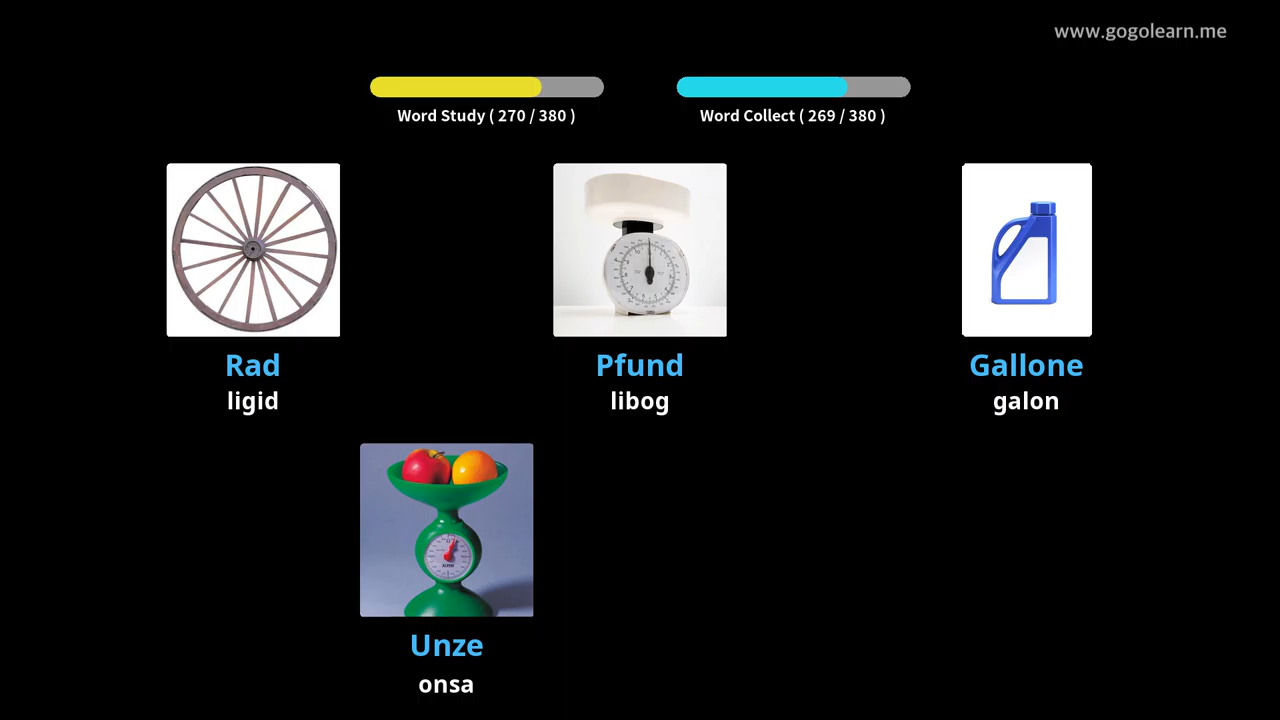 www.gogolearn.me
Word Study ( 270 / 380 )
Word Collect ( 269 / 380 )
Rad
ligid
Pfund
libog
Gallone
galon
Unze
onsa